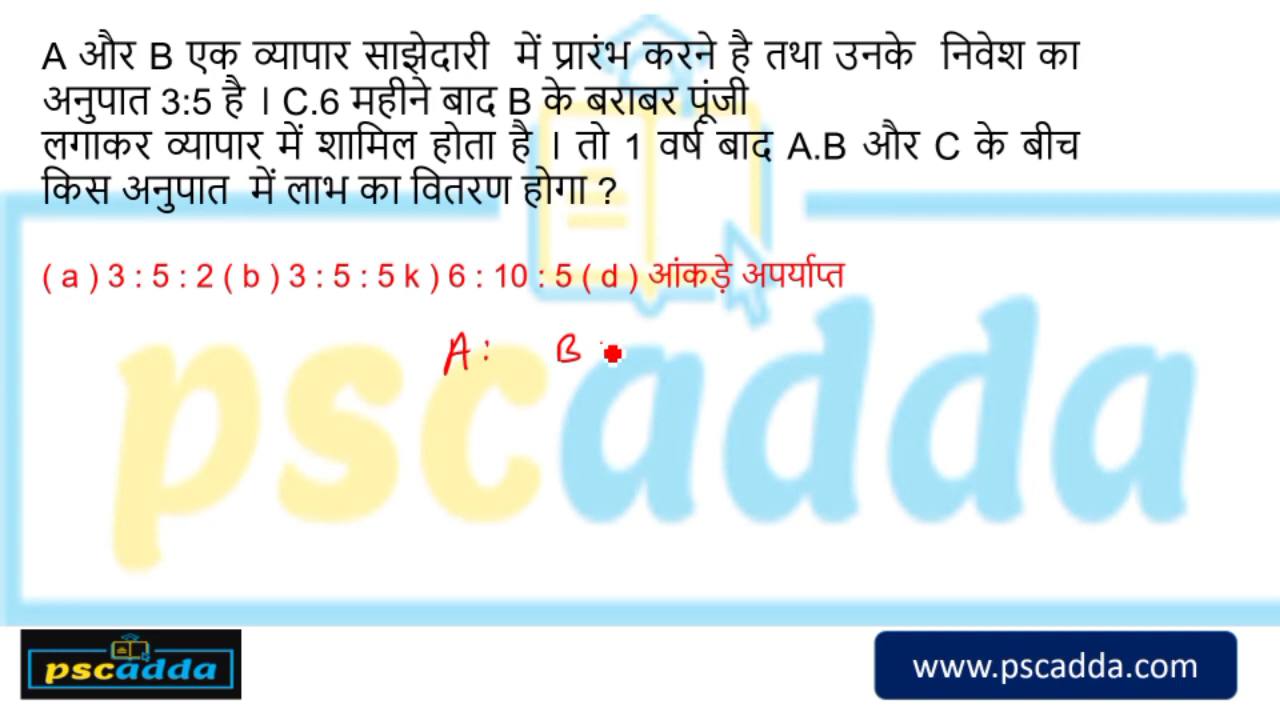 A और B एक व्यापार साझेदारी में प्रारंभ करने है तथा उनके निवेश का
अनुपात 3:5 है । C.6 महीने बाद B के बराबर पूंजी
लगाकर व्यापार में शामिल होता है । तो 1 वर्ष बाद A.B और C के बीच
किस अनुपात में लाभ का वितरण होगा ?
( a ) 3 : 5 : 2 ( b ) 3 : 5 : 5 k ) 6 : 10 : 5 ( d ) आंकड़े अपर्याप्त
A : B
pscadda
pscadda
www.pscadda.com